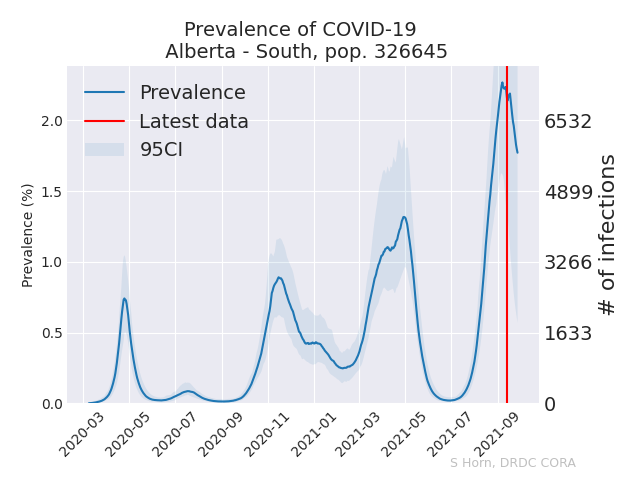 Prevalence of COVID-19
Alberta - South, pop. 326645
Prevalence
Latest data
95CI
Prevalence (%)
2.0
1.5
1.0
0.5
0.0
6532
4899
3266
1633
0
# of infections
2020-03
2020-05
2020-07
2020-09
2020-11
2021-01
2021-03
2021-05
2021-07
2021-09
S Horn, DRDC CORA